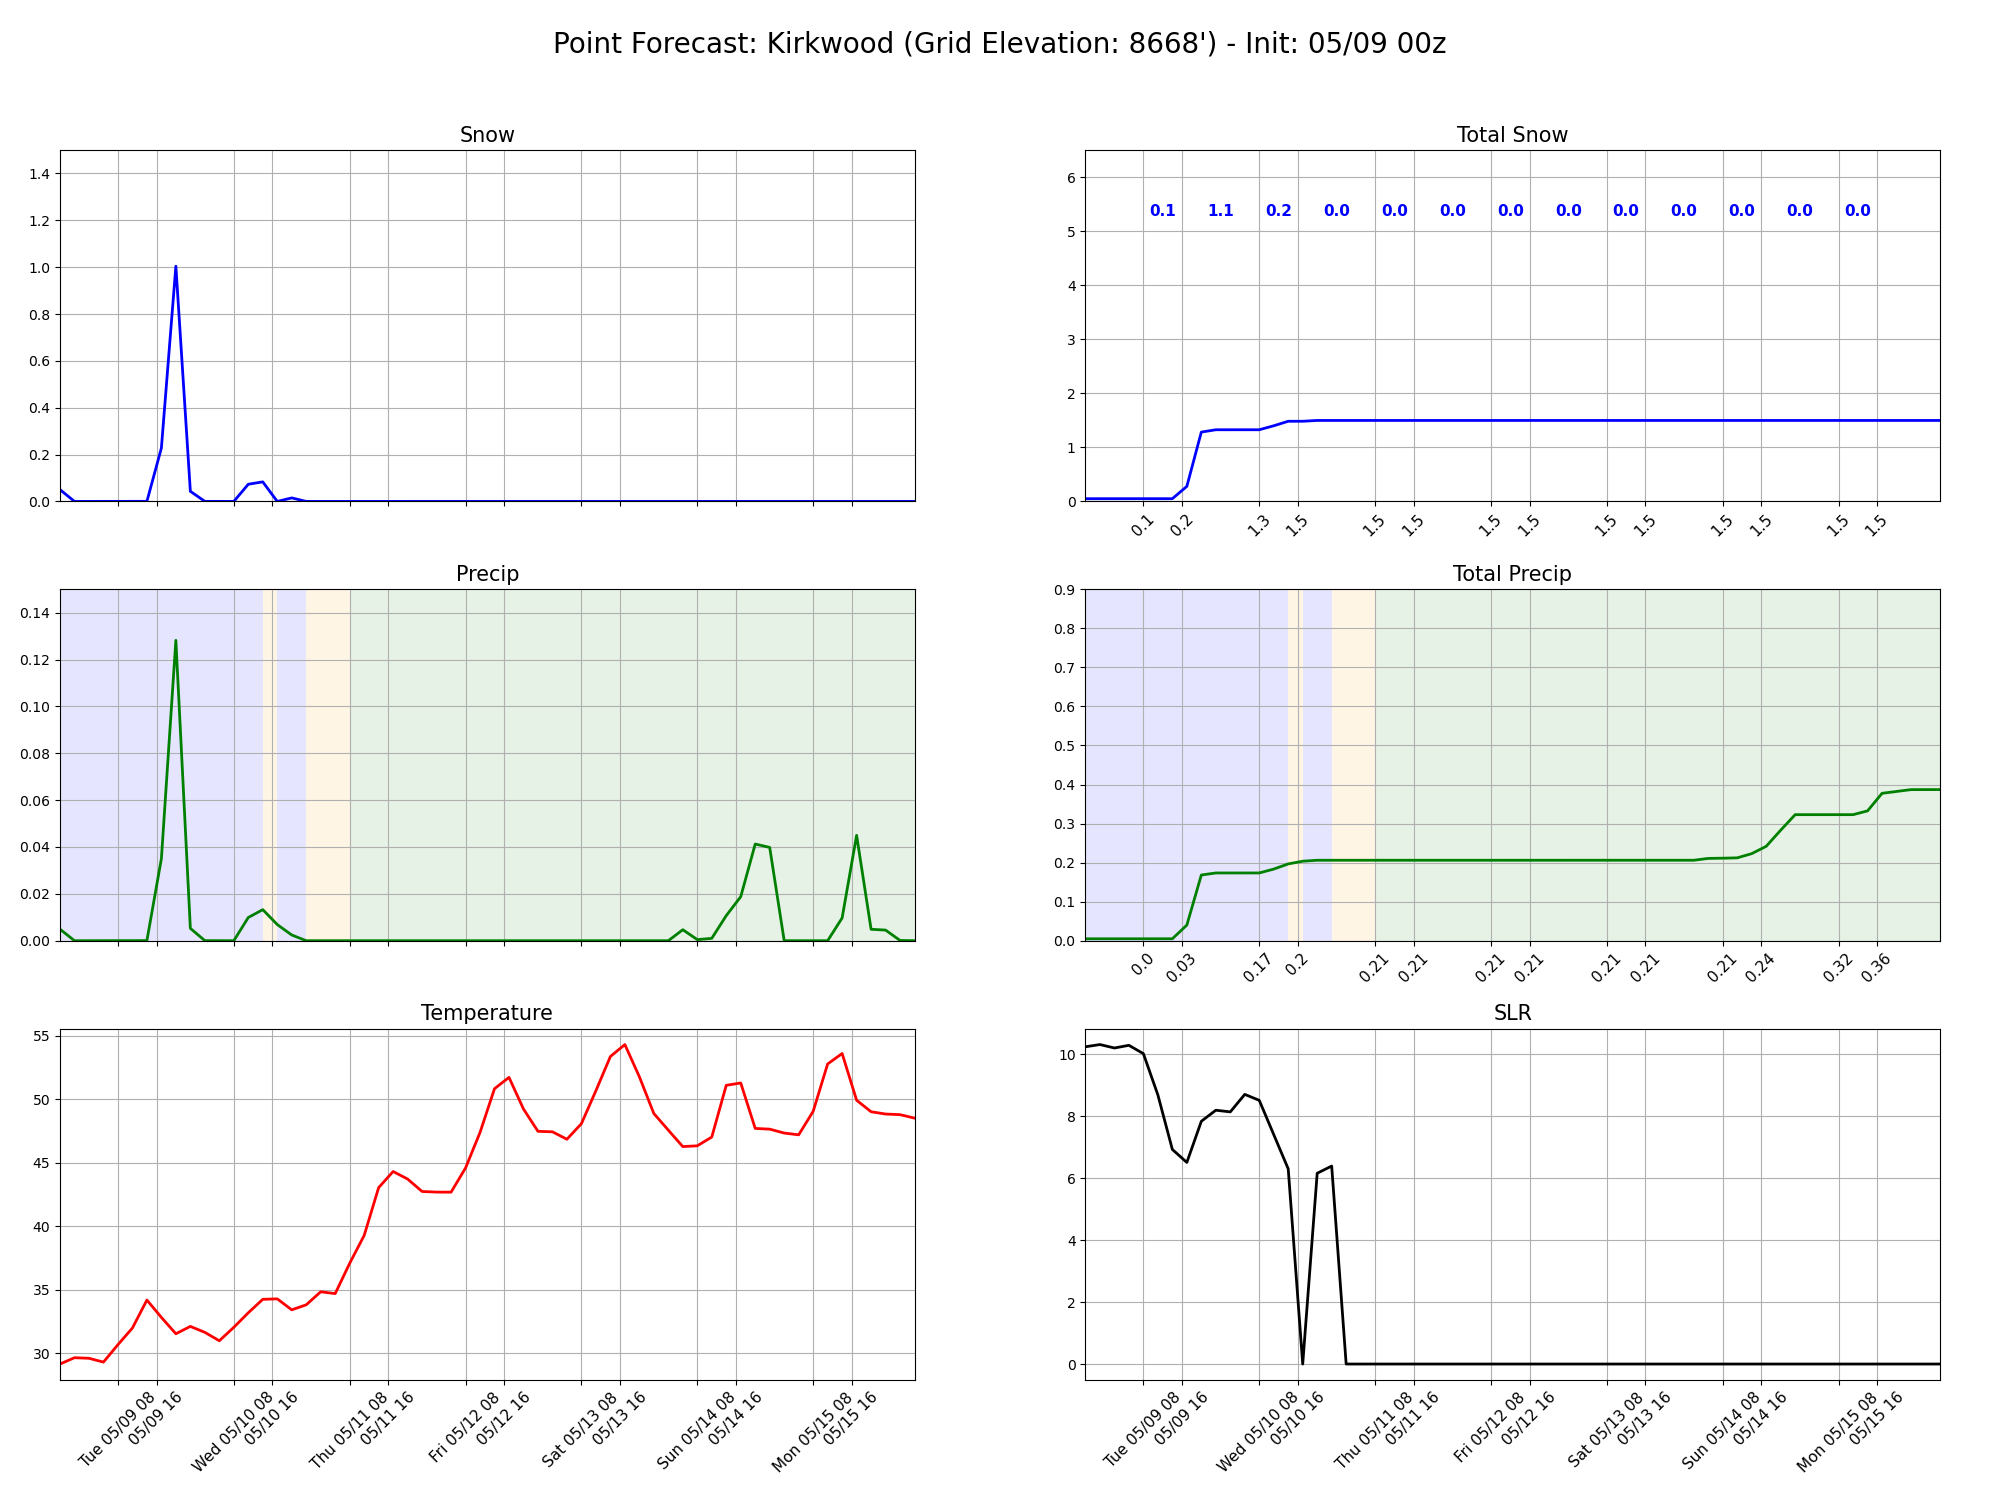 Point Forecast: Kirkwood (Grid Elevation: 8668') - Init: 05/09 00z
Snow
1.4
1.2
1.0
0.8
0.6
0.4
0.2
0.0
Total Snow
6
5
4
3
2
1
0
0.1 1.1 0.2 0.0 0.0 0.0 0.0 0.0 0.0 0.0 0.0 0.0 0.0
0.1 0.2 1.3 1.5 1.5 1.5 1.5 1.5 1.5 1.5 1.5 1.5 1.5 1.5
Precip
0.14
0.12
0.10
0.08
0.06
0.04
0.02
0.00
Total Precip
0.9
0.8
0.7
0.6
0.5
0.4
0.3
0.2
0.1
0.0
0.0 0.03 0.17 0.2 0.21 0.21 0.21 0.21 0.21 0.21 0.21 0.24 0.32 0.36
Temperature
55
50
45
40
35
30
Tue 05/09 08
05/09 16
Wed 05/10 08
05/10 16
Thu 05/11 08
05/11 16
Fri 05/12 08
05/12 16
Sat 05/13 08
05/13 16
Sun 05/14 08
05/14 16
Mon 05/15 08
05/15 16
SLR
10
8
6
4
2
0
Tue 05/09 08
05/09 16
Wed 05/10 08
05/10 16
Thu 05/11 08
05/11 16
Fri 05/12 08
05/12 16
Sat 05/13 08
05/13 16
Sun 05/14 08
05/14 16
Mon 05/15 08
05/15 16